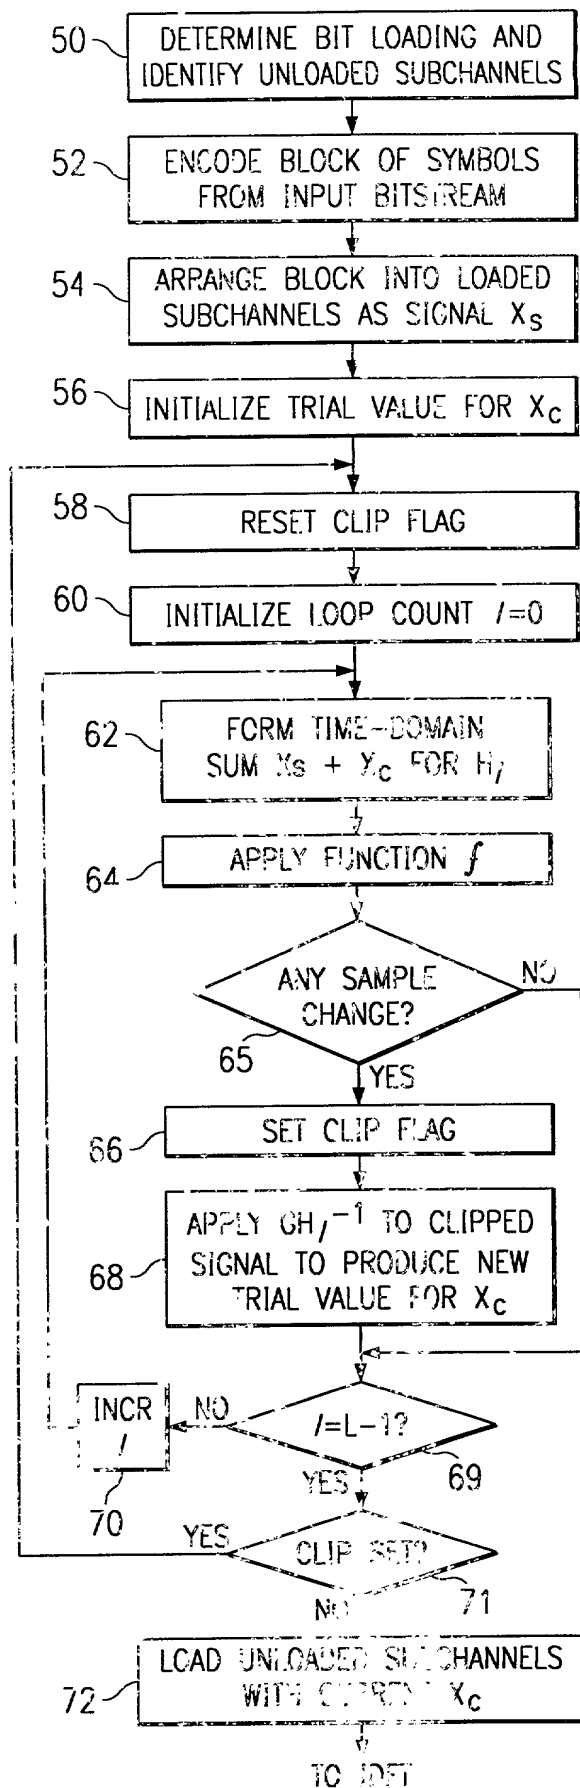 50
DETERMINE BIT LOADING AND
IDENTIFY UNLOADED SUBCHANNELS
52
ENCODE BLOCK OF SYMBOLS
FROM INPUT BITSTREAM
54
ARRANGE BLOCK INTO LOADED
SUBCHANNELS AS SIGNAL XS
56
INITIALIZE TRIAL VALUE FOR XC
58
RESET CLIP FLAG
60
INITIALIZE LOOP COUNT l=0
62
FORM TIME-DOMAIN
SUM XS + XC FOR Hl
64
APPLY FUNCTION f
ANY SAMPLE
CHANGE?
NO
65
YES
66
SET CLIP FLAG
68
APPLY GHl-1 TO CLIPPED
SIGNAL TO PRODUCE NEW
TRIAL VALUE FOR XC
INCR
l
70
NO
l=L-1?
69
YES
YES
CLIP SET?
71
NO
72
LOAD UNLOADED SUBCHANNELS
WITH CURRENT XC
TO IDFT